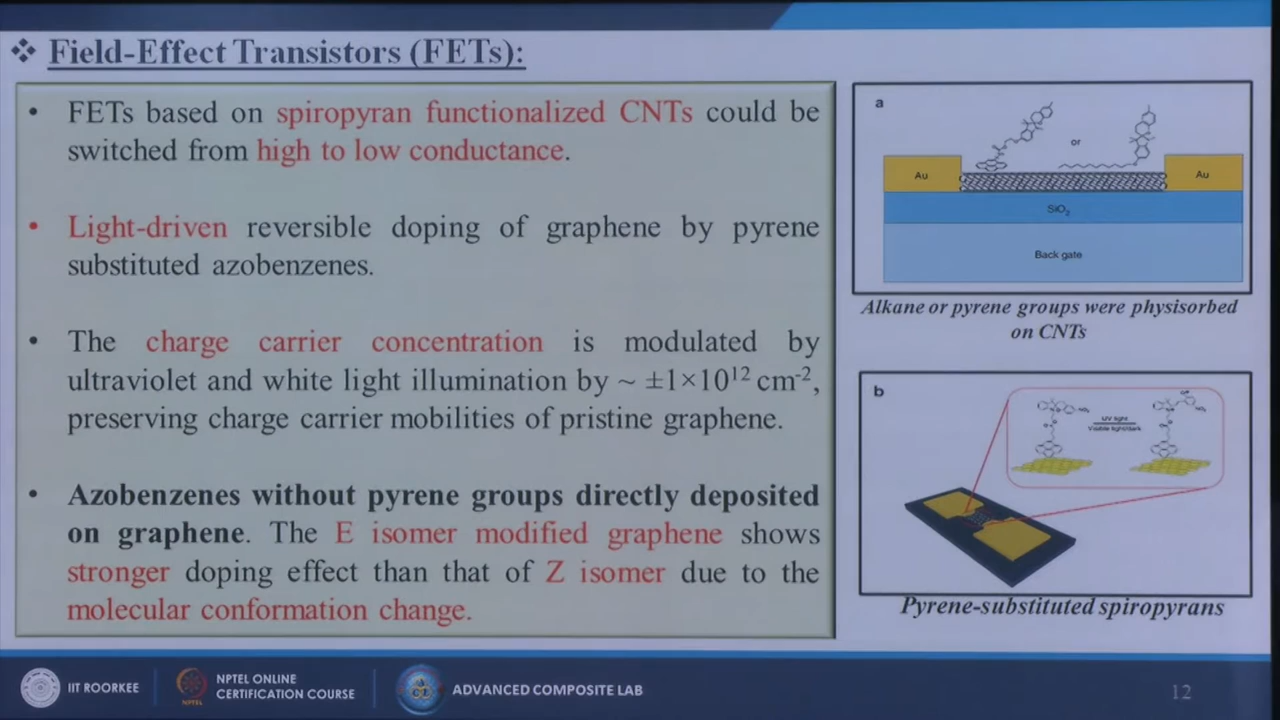 ❖ Field-Effect Transistors (FETs):
• FETs based on spiropyran functionalized CNTs could be
switched from high to low conductance.
• Light-driven reversible doping of graphene by pyrene
substituted azobenzenes.
• The charge carrier concentration is modulated by
ultraviolet and white light illumination by ~ ±1×10¹² cm⁻²,
preserving charge carrier mobilities of pristine graphene.
• Azobenzenes without pyrene groups directly deposited
on graphene. The E isomer modified graphene shows
stronger doping effect than that of Z isomer due to the
molecular conformation change.
a
or
Au
Au
SiO₂
Back gate
Alkane or pyrene groups were physisorbed
on CNTs
b
UV light
Visible light/dark
Pyrene-substituted spiropyrans
IIT ROORKEE
NPTEL ONLINE
CERTIFICATION COURSE
NPTEL
ADVANCED COMPOSITE LAB
12